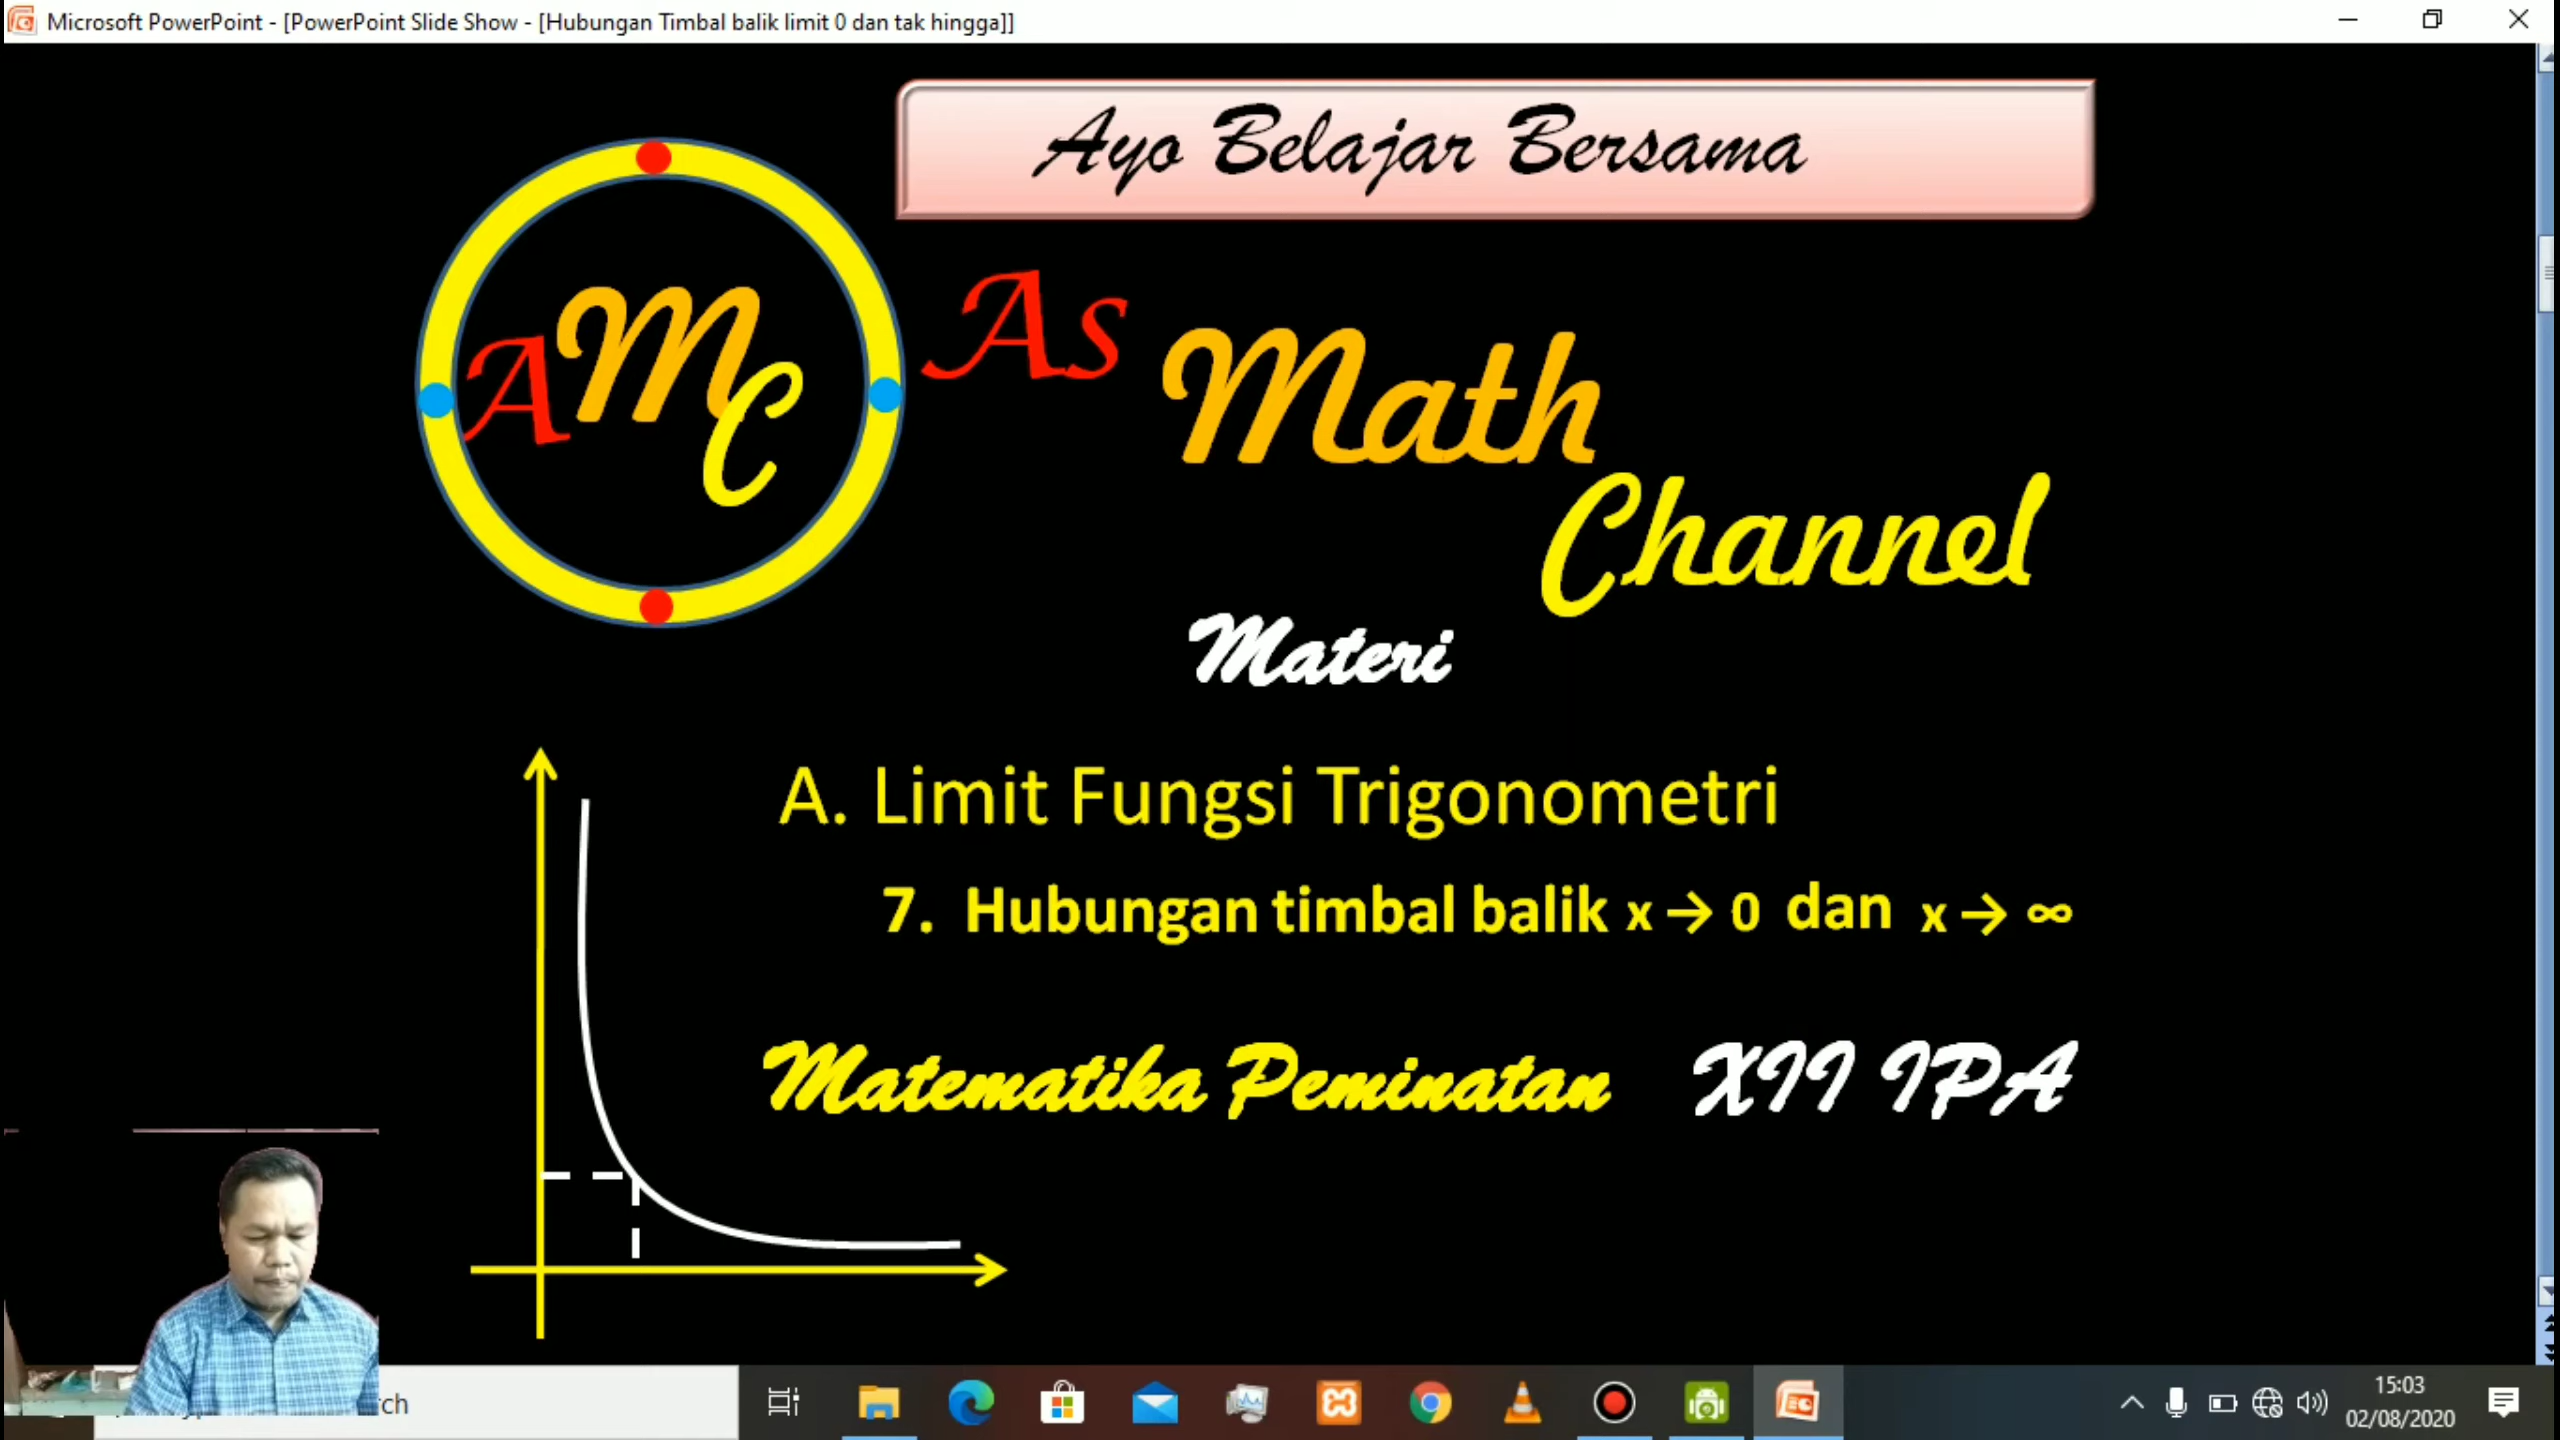 Microsoft PowerPoint - [PowerPoint Slide Show - [Hubungan Timbal balik limit 0 dan tak hingga]]
Ayo Belajar Bersama
AMC
As Math Channel
Materi
A. Limit Fungsi Trigonometri
7. Hubungan timbal balik x → 0 dan x → ∞
Matematika Peminatan XII IPA
rch
15:03
02/08/2020